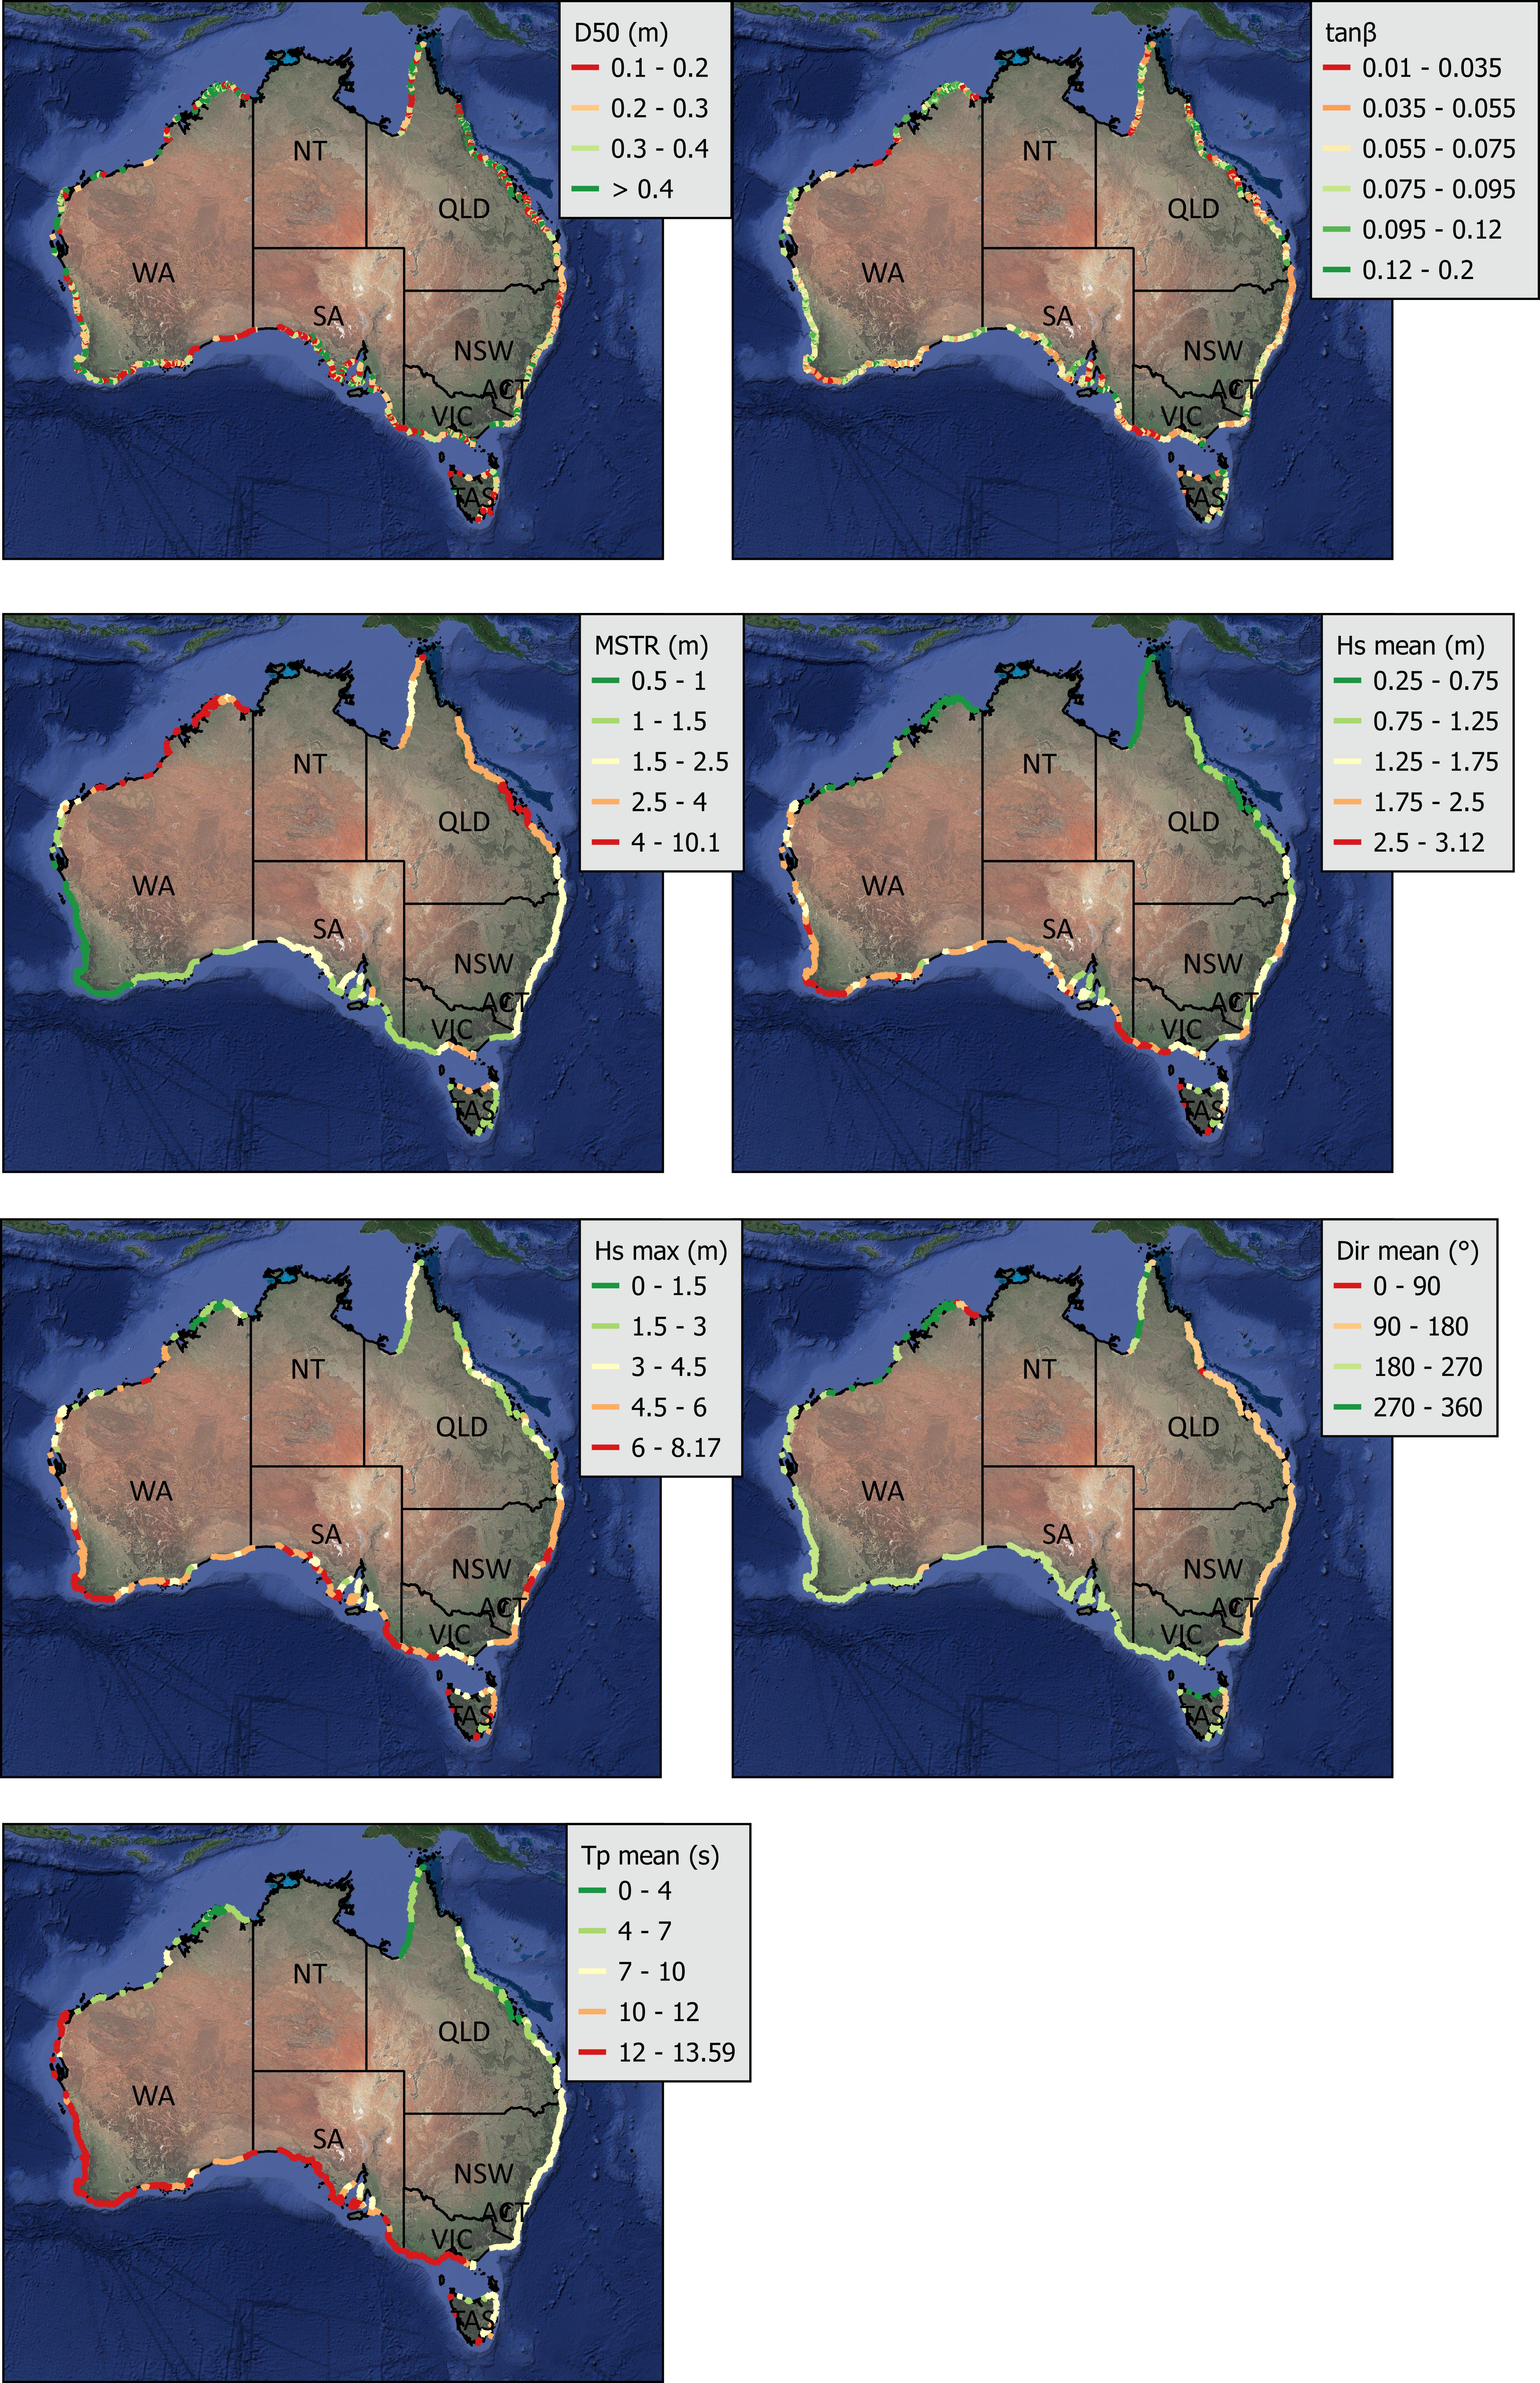 D50 (m)
0.1 - 0.2
0.2 - 0.3
0.3 - 0.4
> 0.4
NT
QLD
WA
SA
NSW
ACT
VIC
TAS
tanβ
0.01 - 0.035
0.035 - 0.055
0.055 - 0.075
0.075 - 0.095
0.095 - 0.12
0.12 - 0.2
NT
QLD
WA
SA
NSW
ACT
VIC
TAS
MSTR (m)
0.5 - 1
1 - 1.5
1.5 - 2.5
2.5 - 4
4 - 10.1
NT
QLD
WA
SA
NSW
ACT
VIC
TAS
Hs mean (m)
0.25 - 0.75
0.75 - 1.25
1.25 - 1.75
1.75 - 2.5
2.5 - 3.12
NT
QLD
WA
SA
NSW
ACT
VIC
TAS
Hs max (m)
0 - 1.5
1.5 - 3
3 - 4.5
4.5 - 6
6 - 8.17
NT
QLD
WA
SA
NSW
ACT
VIC
TAS
Dir mean (°)
0 - 90
90 - 180
180 - 270
270 - 360
NT
QLD
WA
SA
NSW
ACT
VIC
TAS
Tp mean (s)
0 - 4
4 - 7
7 - 10
10 - 12
12 - 13.59
NT
QLD
WA
SA
NSW
ACT
VIC
TAS